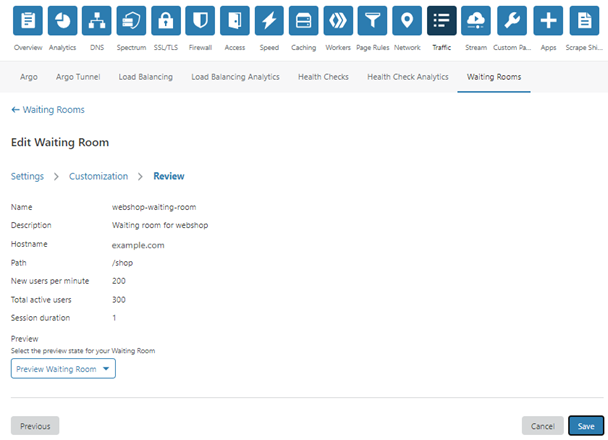 Overview Analytics DNS Spectrum SSL/TLS Firewall Access Speed Caching Workers Page Rules Network Traffic Stream Custom Pa... Apps Scrape Shi...
Argo Argo Tunnel Load Balancing Load Balancing Analytics Health Checks Health Check Analytics Waiting Rooms
← Waiting Rooms
Edit Waiting Room
Settings > Customization > Review
Name webshop-waiting-room
Description Waiting room for webshop
Hostname example.com
Path /shop
New users per minute 200
Total active users 300
Session duration 1
Preview
Select the preview state for your Waiting Room
Preview Waiting Room
Previous Cancel Save